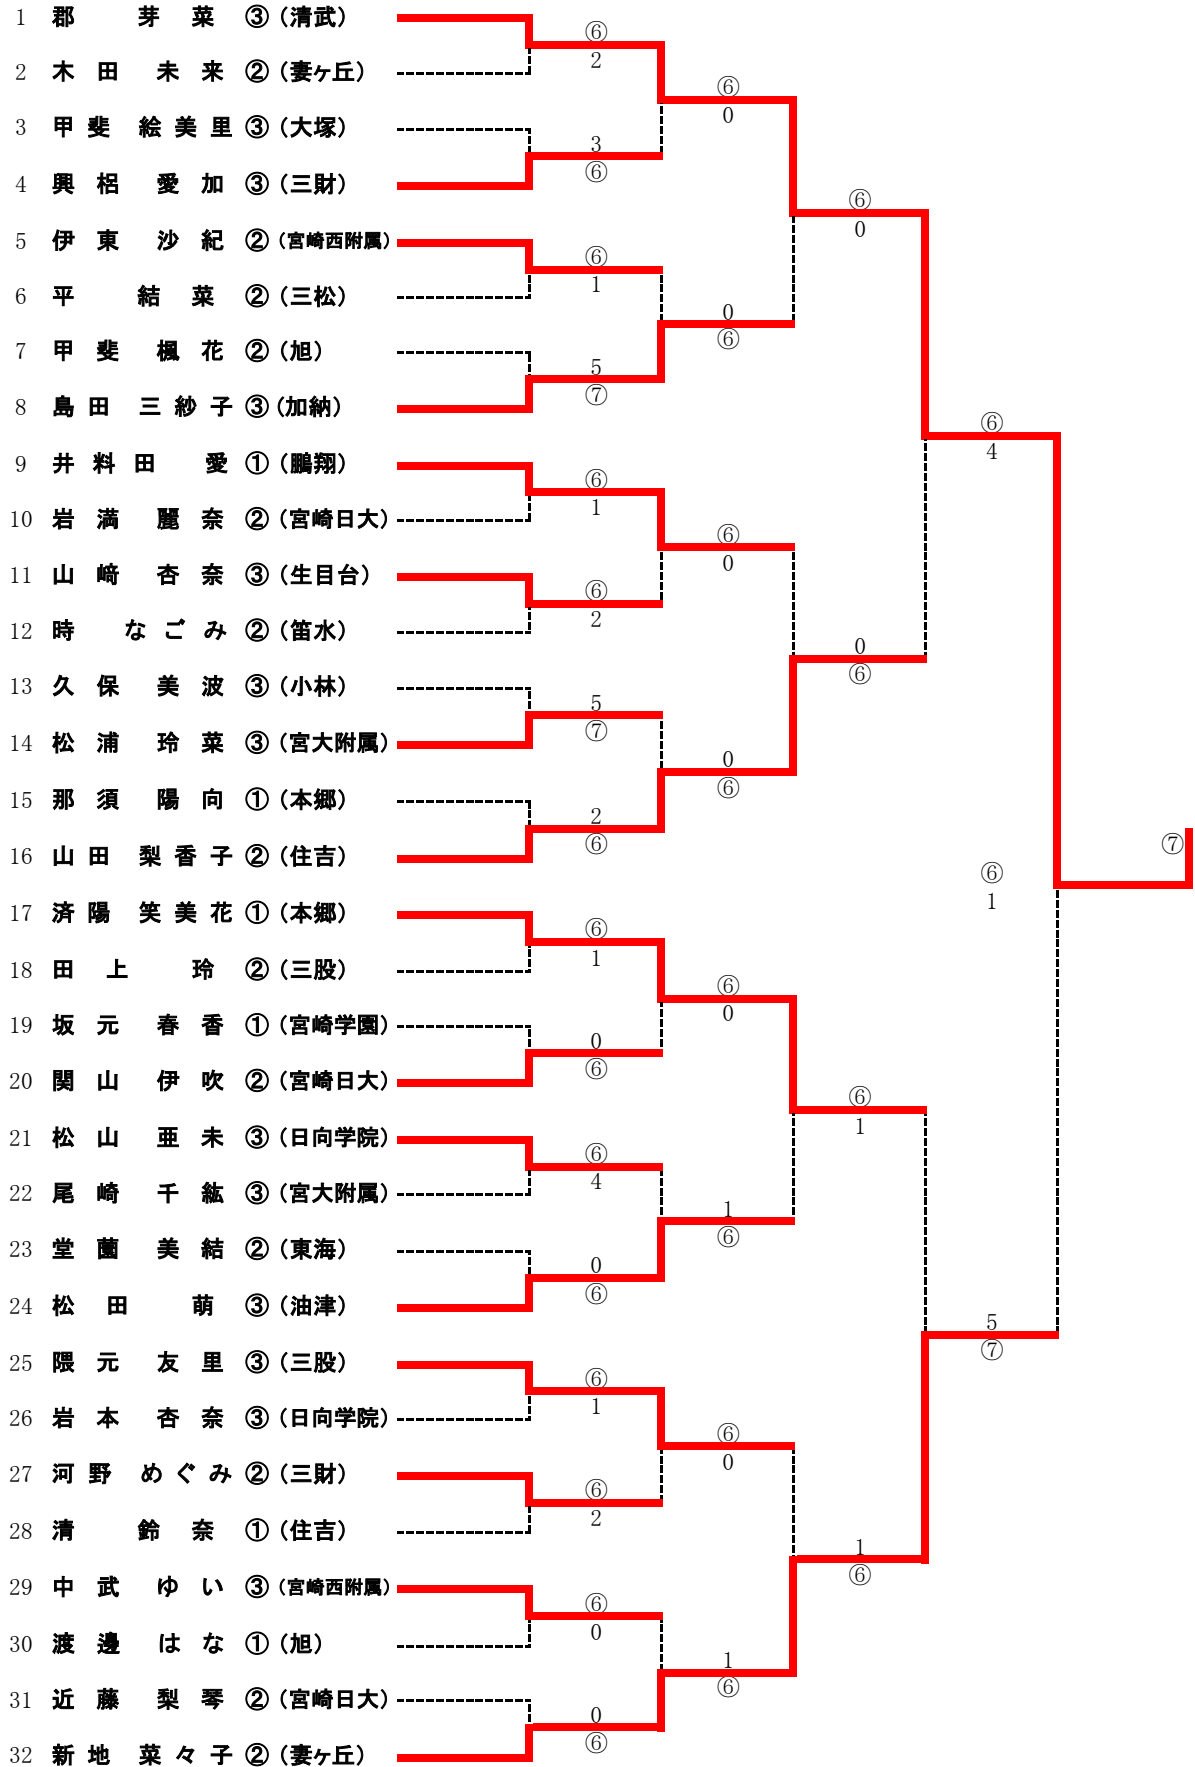 1 郡 芽菜 ③ (清武)
2 木田 未来 ② (妻ヶ丘)
3 甲斐 絵美里 ③ (大塚)
4 興梠 愛加 ③ (三財)
5 伊東 沙紀 ② (宮崎西附属)
6 平 結菜 ② (三松)
7 甲斐 楓花 ② (旭)
8 島田 三紗子 ③ (加納)
9 井料田 愛 ① (鵬翔)
10 岩満 麗奈 ② (宮崎日大)
11 山﨑 杏奈 ③ (生目台)
12 時 なごみ ② (笛水)
13 久保 美波 ③ (小林)
14 松浦 玲菜 ③ (宮大附属)
15 那須 陽向 ① (本郷)
16 山田 梨香子 ② (住吉)
17 済陽 笑美花 ① (本郷)
18 田上 玲 ② (三股)
19 坂元 春香 ① (宮崎学園)
20 関山 伊吹 ② (宮崎日大)
21 松山 亜未 ③ (日向学院)
22 尾崎 千紘 ③ (宮大附属)
23 堂薗 美結 ② (東海)
24 松田 萌 ③ (油津)
25 隈元 友里 ③ (三股)
26 岩本 杏奈 ③ (日向学院)
27 河野 めぐみ ② (三財)
28 清 鈴奈 ① (住吉)
29 中武 ゆい ③ (宮崎西附属)
30 渡邊 はな ① (旭)
31 近藤 梨琴 ② (宮崎日大)
32 新地 菜々子 ② (妻ヶ丘)
⑥
2
3
⑥
⑥
1
5
⑦
⑥
1
⑥
2
5
⑦
2
⑥
⑥
1
0
⑥
⑥
4
0
⑥
⑥
1
⑥
2
⑥
0
0
⑥
⑥
0
0
⑥
⑥
0
0
⑥
⑥
0
1
⑥
⑥
0
1
⑥
⑥
0
0
⑥
⑥
1
1
⑥
⑥
4
⑥
1
5
⑦
⑦